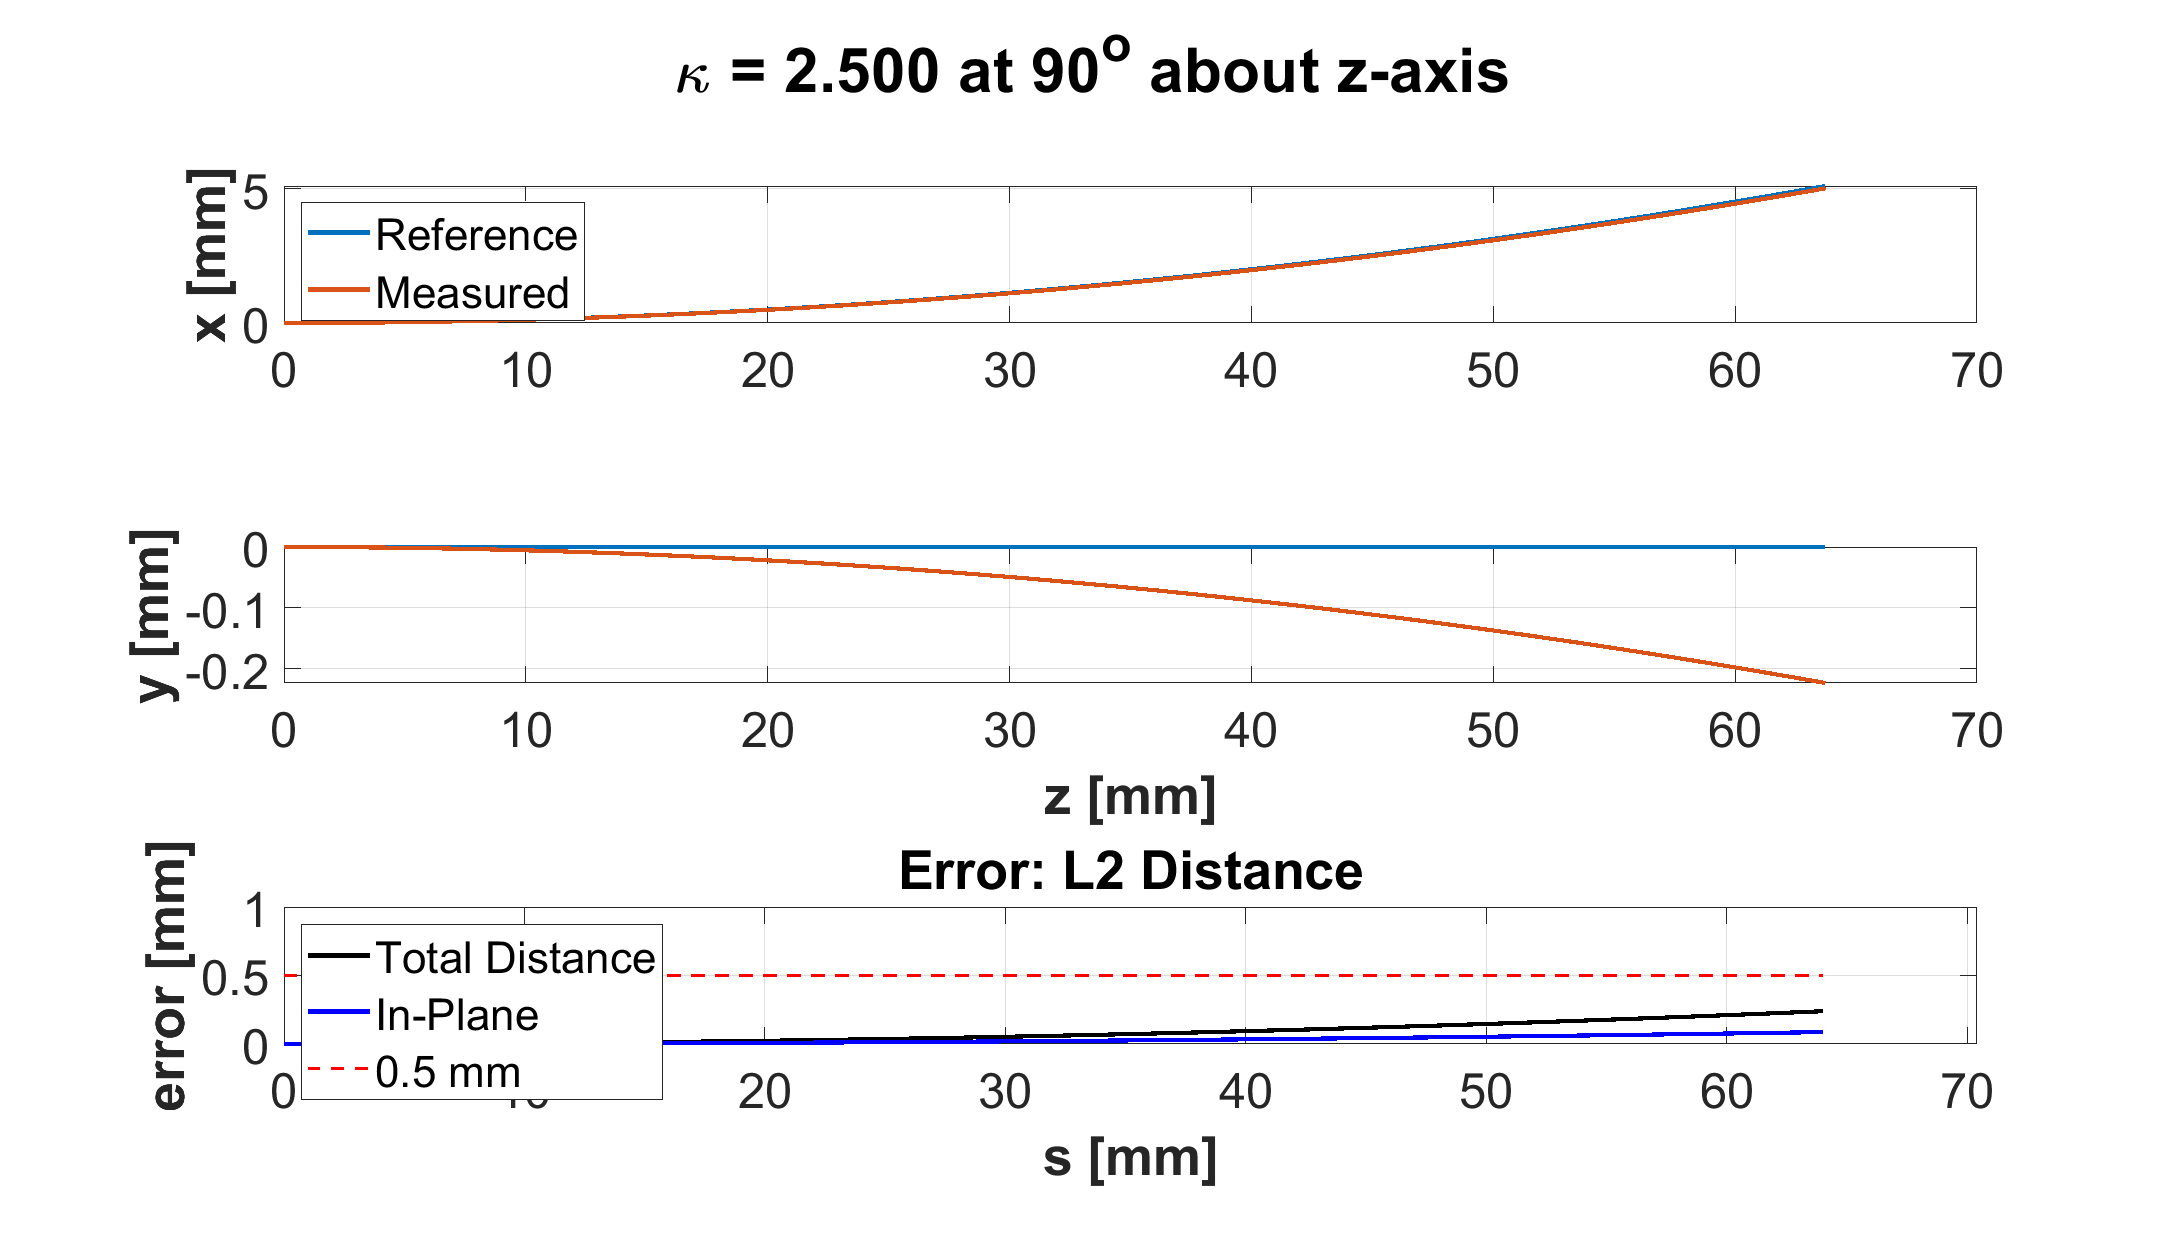 κ = 2.500 at 90° about z-axis
x [mm]
5
0
Reference
Measured
0 10 20 30 40 50 60 70
y [mm]
0
-0.1
-0.2
0 10 20 30 40 50 60 70
z [mm]
Error: L2 Distance
error [mm]
1
0.5
0
Total Distance
In-Plane
0.5 mm
0 20 30 40 50 60 70
s [mm]